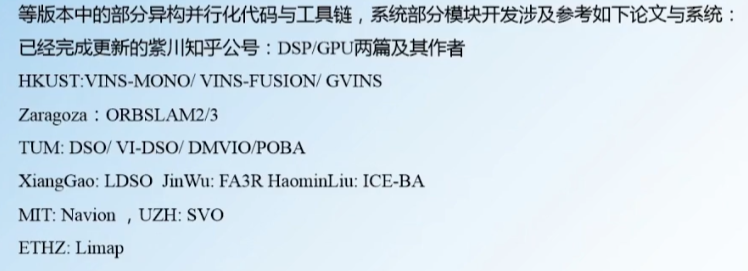 等版本中的部分异构并行化代码与工具链，系统部分模块开发涉及参考如下论文与系统：
已经完成更新的紫川知乎公号：DSP/GPU两篇及其作者
HKUST:VINS-MONO/ VINS-FUSION/ GVINS
Zaragoza：ORBSLAM2/3
TUM: DSO/ VI-DSO/ DMVIO/POBA
XiangGao: LDSO  JinWu: FA3R HaominLiu: ICE-BA
MIT: Navion ，UZH: SVO
ETHZ: Limap